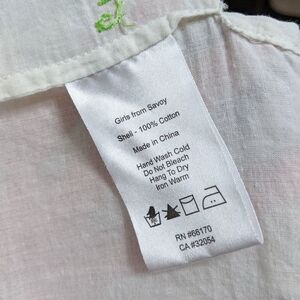 Girls from Savoy
Shell - 100% Cotton
Made in China
Hand Wash Cold
Do Not Bleach
Hang To Dry
Iron Warm
RN #66170
CA #32054